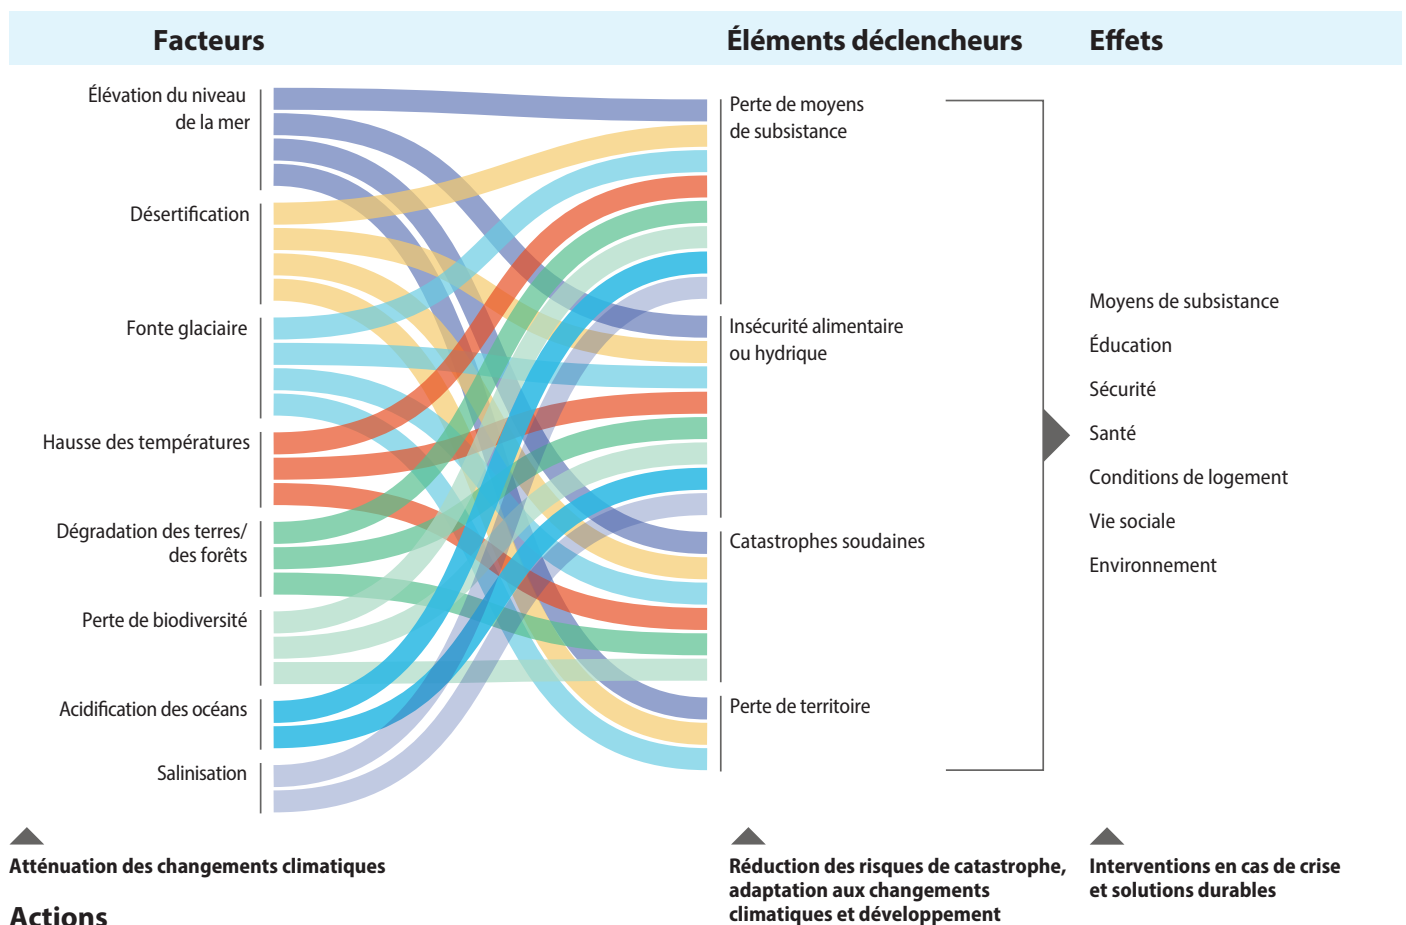 Facteurs
Éléments déclencheurs
Effets
Élévation du niveau
de la mer
Désertification
Fonte glaciaire
Hausse des températures
Dégradation des terres/
des forêts
Perte de biodiversité
Acidification des océans
Salinisation
Perte de moyens
de subsistance
Insécurité alimentaire
ou hydrique
Catastrophes soudaines
Perte de territoire
Moyens de subsistance
Éducation
Sécurité
Santé
Conditions de logement
Vie sociale
Environnement
Atténuation des changements climatiques
Réduction des risques de catastrophe,
adaptation aux changements
climatiques et développement
Interventions en cas de crise
et solutions durables
Actions